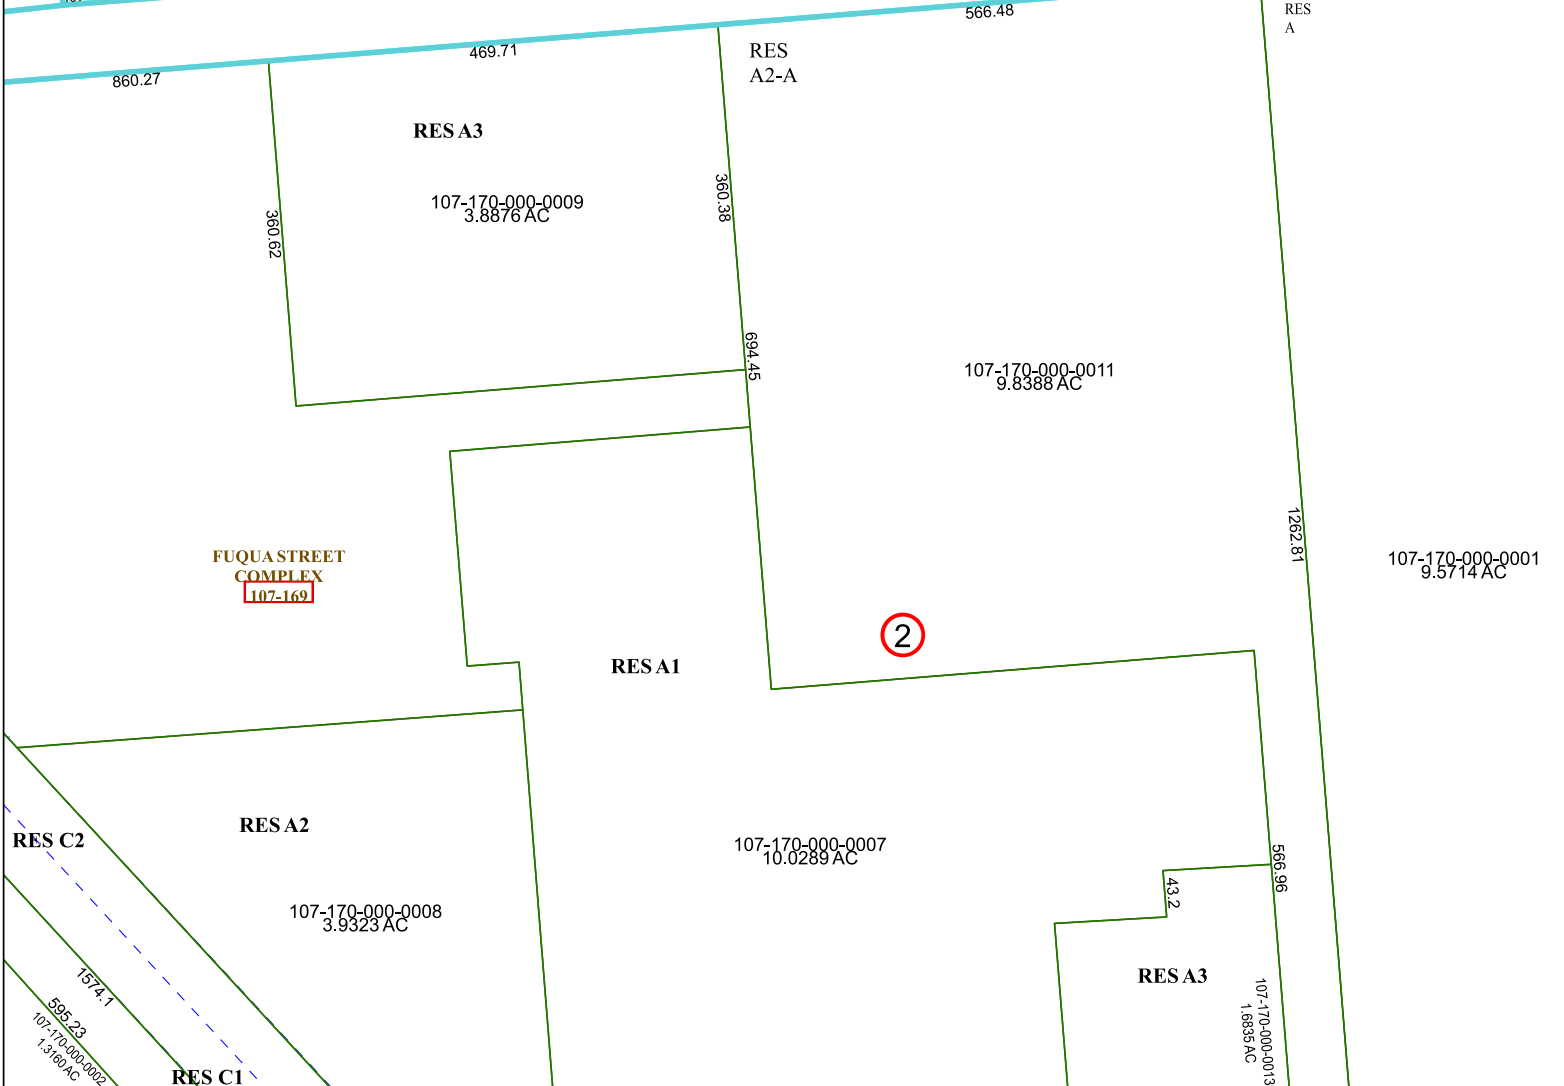 566.48
RES
A
469.71
RES
A2-A
860.27
RES A3
107-170-000-0009
3.8876 AC
360.38
360.62
694.45
107-170-000-0011
9.8388 AC
1262.81
107-170-000-0001
9.5714 AC
FUQUA STREET
COMPLEX
107-169
2
RES A1
RES A2
RES C2
107-170-000-0007
10.0289 AC
566.96
43.2
107-170-000-0008
3.9323 AC
RES A3
107-170-000-0013
1.6835 AC
1574.1
595.23
107-170-000-0002
1.3160 AC
RES C1